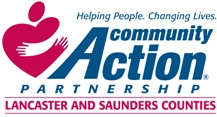 Helping People. Changing Lives.
community
Action®
PARTNERSHIP
LANCASTER AND SAUNDERS COUNTIES